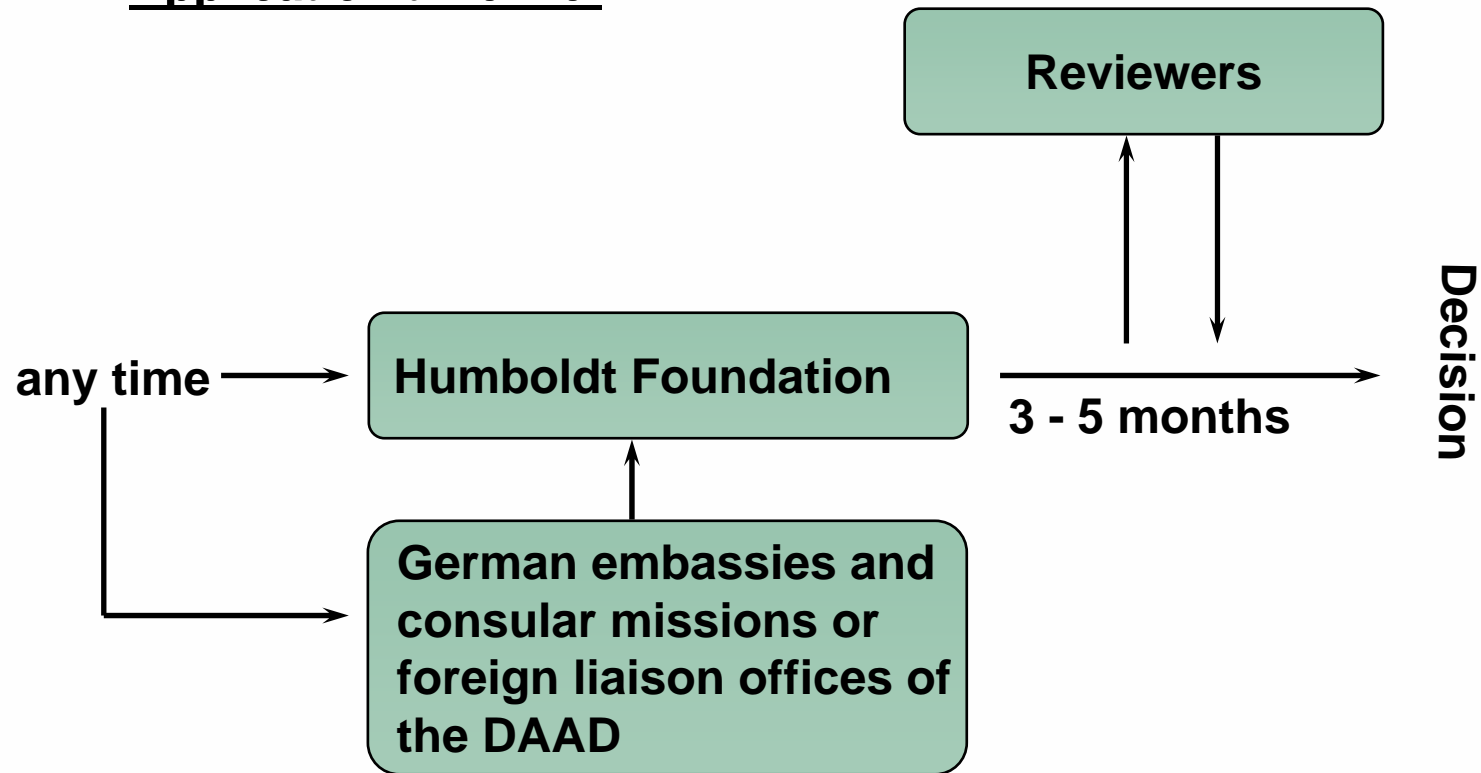 Reviewers
any time
Humboldt Foundation
3 - 5 months
Decision
German embassies and
consular missions or
foreign liaison offices of
the DAAD